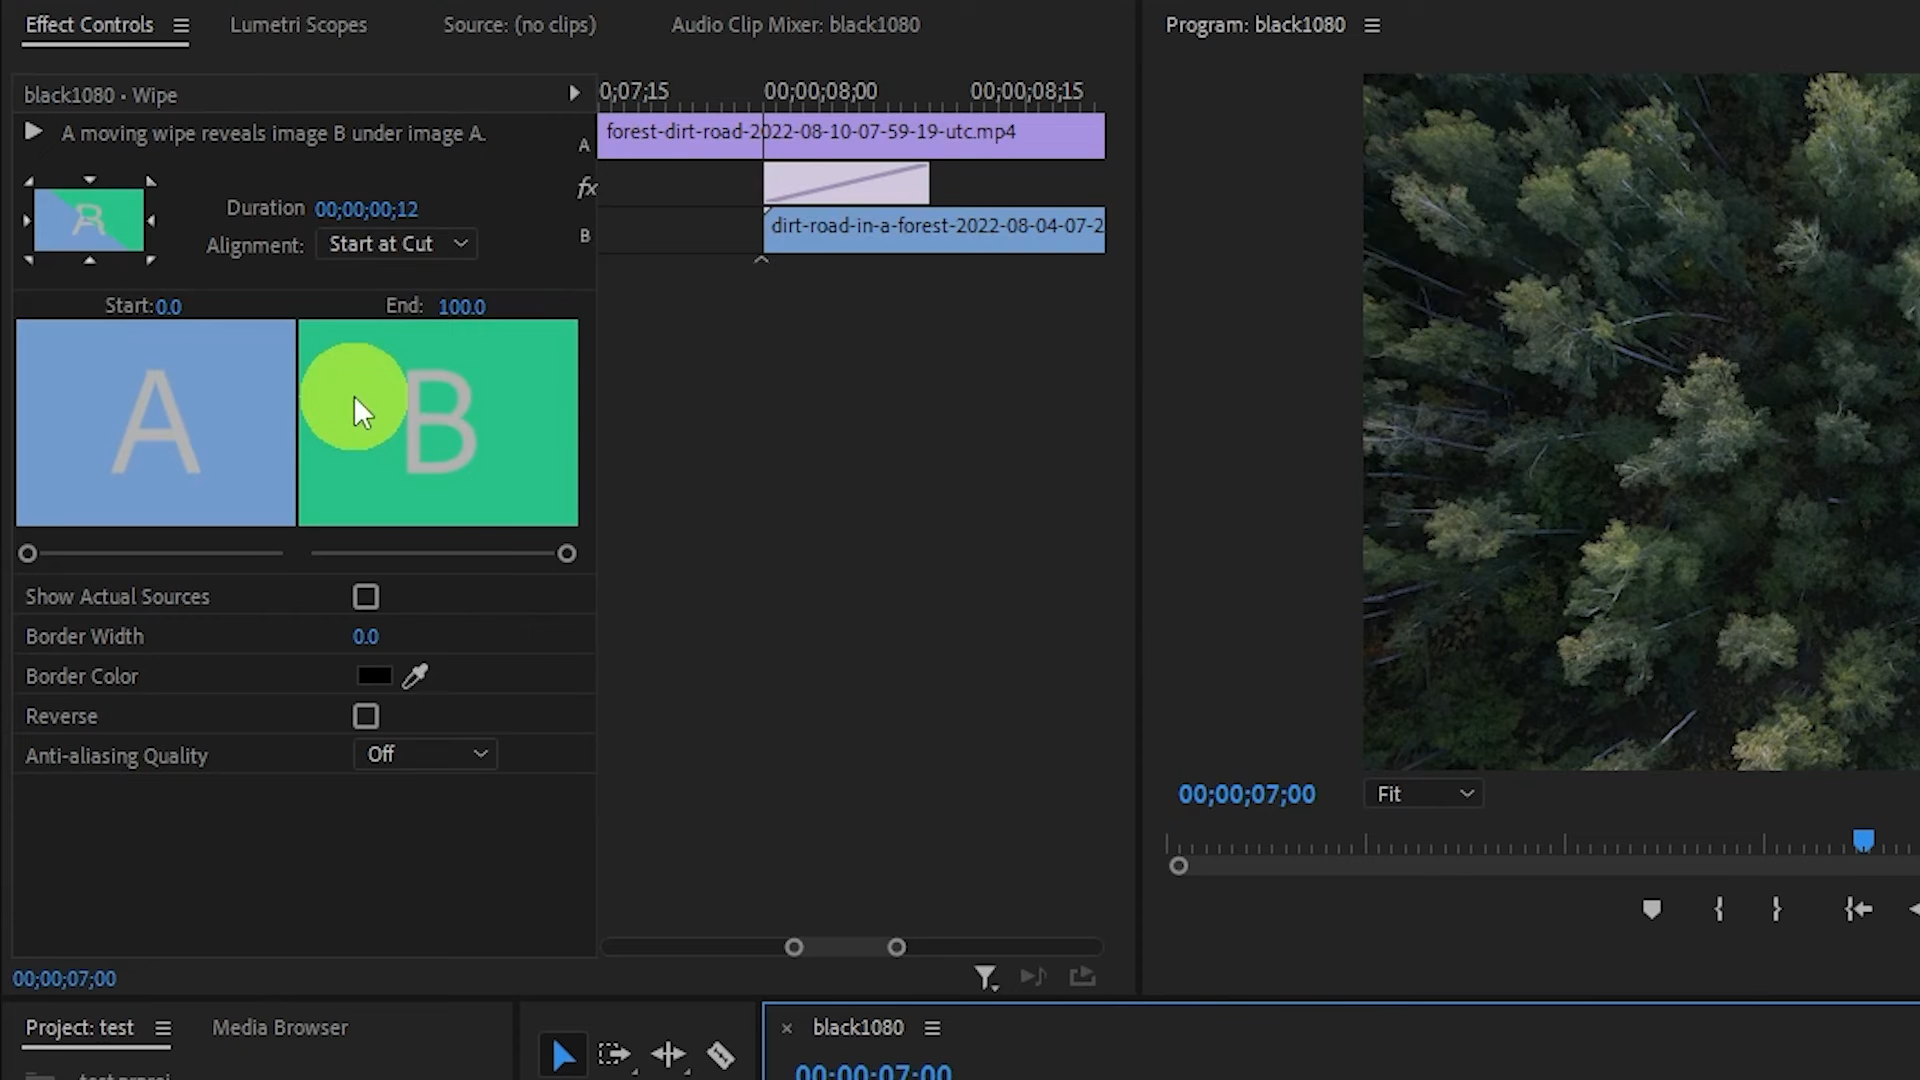 Effect Controls
Lumetri Scopes
Source: (no clips)
Audio Clip Mixer: black1080
Program: black1080
black1080 • Wipe
0;07;15
00;00;08;00
00;00;08;15
A moving wipe reveals image B under image A.
A
forest-dirt-road-2022-08-10-07-59-19-utc.mp4
fx
Duration 00;00;00;12
Alignment: Start at Cut
B
dirt-road-in-a-forest-2022-08-04-07-2
Start: 0.0
End: 100.0
A
B
Show Actual Sources
Border Width 0.0
Border Color
Reverse
Anti-aliasing Quality Off
00;00;07;00
Fit
00;00;07;00
Project: test
Media Browser
black1080
00;00;07;00